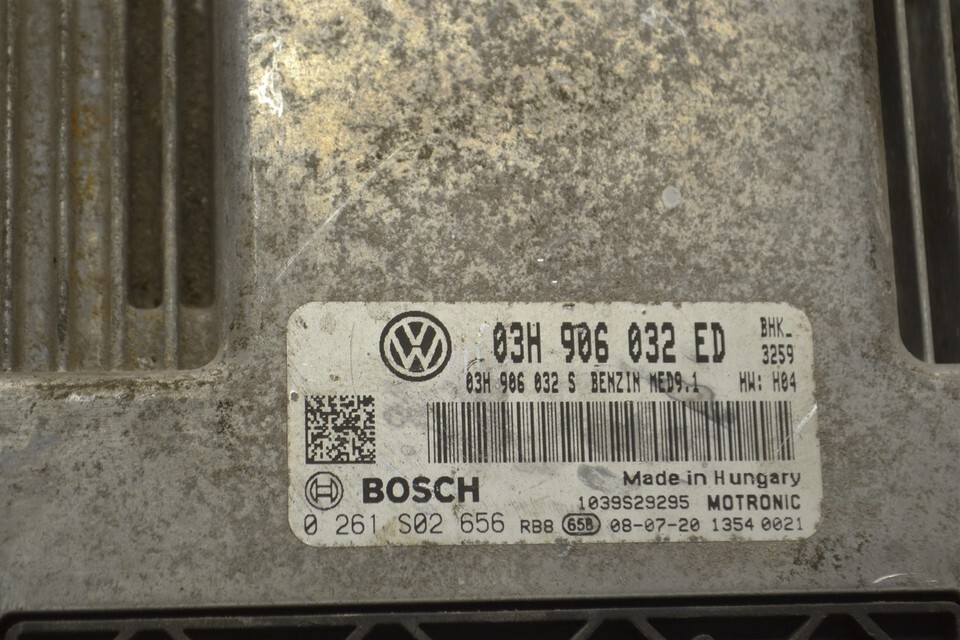 03H 906 032 ED
BHK_
3259
03H 906 032 S BENZIN MED9.1 HW: H04
BOSCH
Made in Hungary
1039S29295 MOTRONIC
0 261 S02 656 RB8 65B 08-07-20 1354 0021